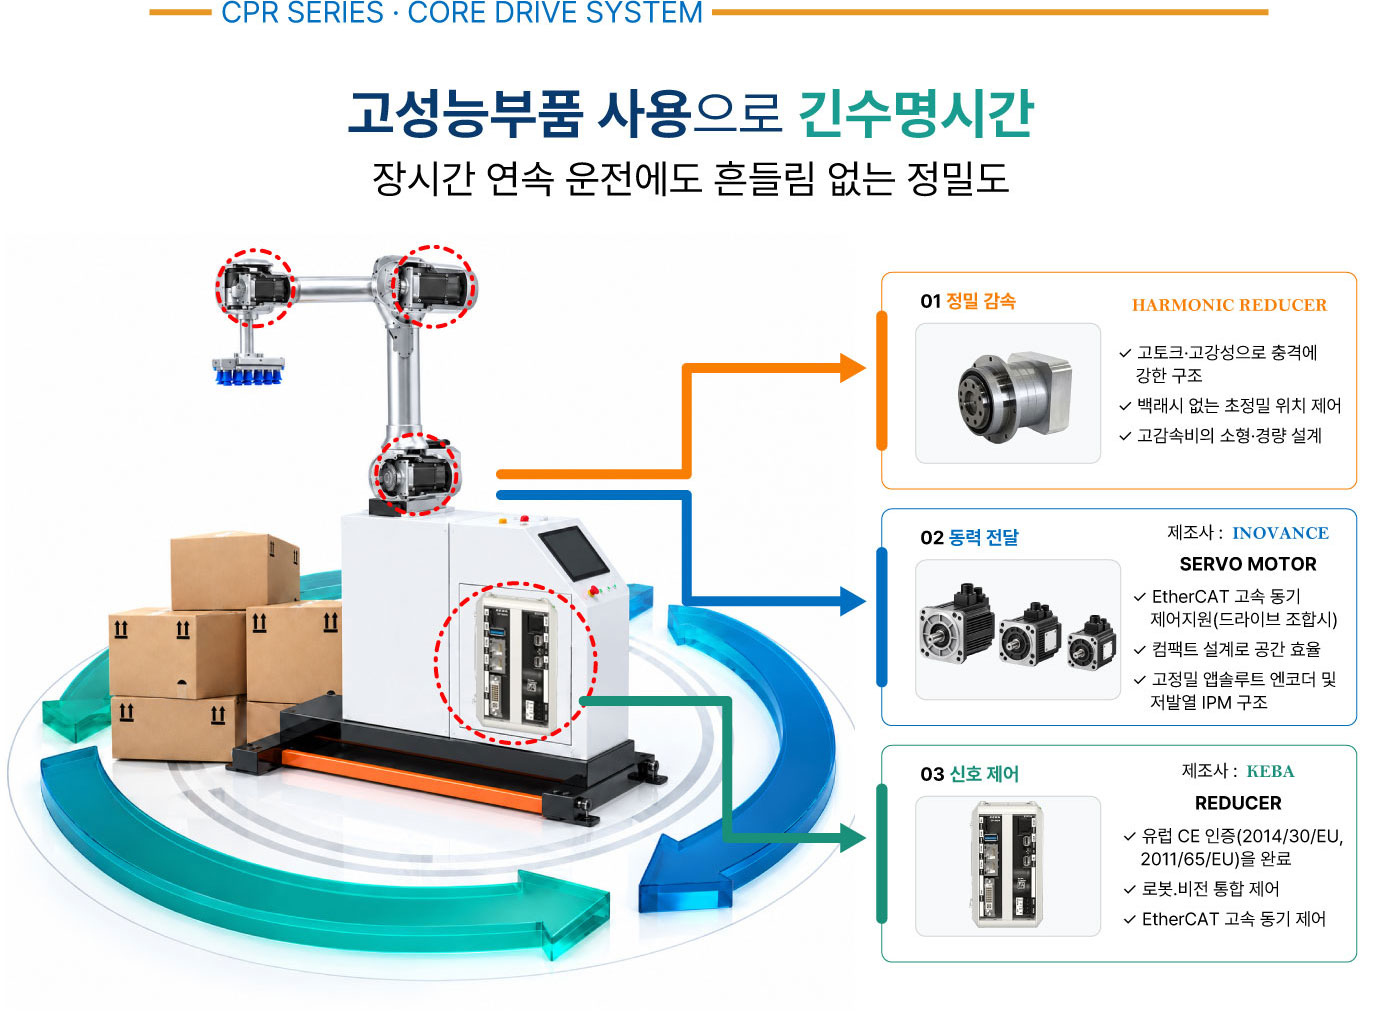 CPR SERIES · CORE DRIVE SYSTEM
고성능부품 사용으로 긴수명시간
장시간 연속 운전에도 흔들림 없는 정밀도
01 정밀 감속
HARMONIC REDUCER
✓ 고토크·고강성으로 충격에
강한 구조
✓ 백래시 없는 초정밀 위치 제어
✓ 고감속비의 소형·경량 설계
02 동력 전달
제조사 : INOVANCE
SERVO MOTOR
✓ EtherCAT 고속 동기
제어지원(드라이브 조합시)
✓ 컴팩트 설계로 공간 효율
✓ 고정밀 앱솔루트 엔코더 및
저발열 IPM 구조
03 신호 제어
제조사 : KEBA
REDUCER
✓ 유럽 CE 인증(2014/30/EU,
2011/65/EU)을 완료
✓ 로봇.비전 통합 제어
✓ EtherCAT 고속 동기 제어